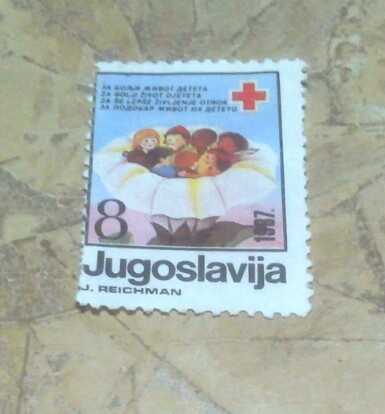 ЗА БОЉИ ЖИВОТ ДЕТЕТА
ZA BOLJI ŽIVOT DJETETA
ZA ŠE LEPŠE ŽIVLJENJE OTROK
ЗА ПОДОБАР ЖИВОТ НА ДЕТЕТО
8
1987.
Jugoslavija
J. REICHMAN